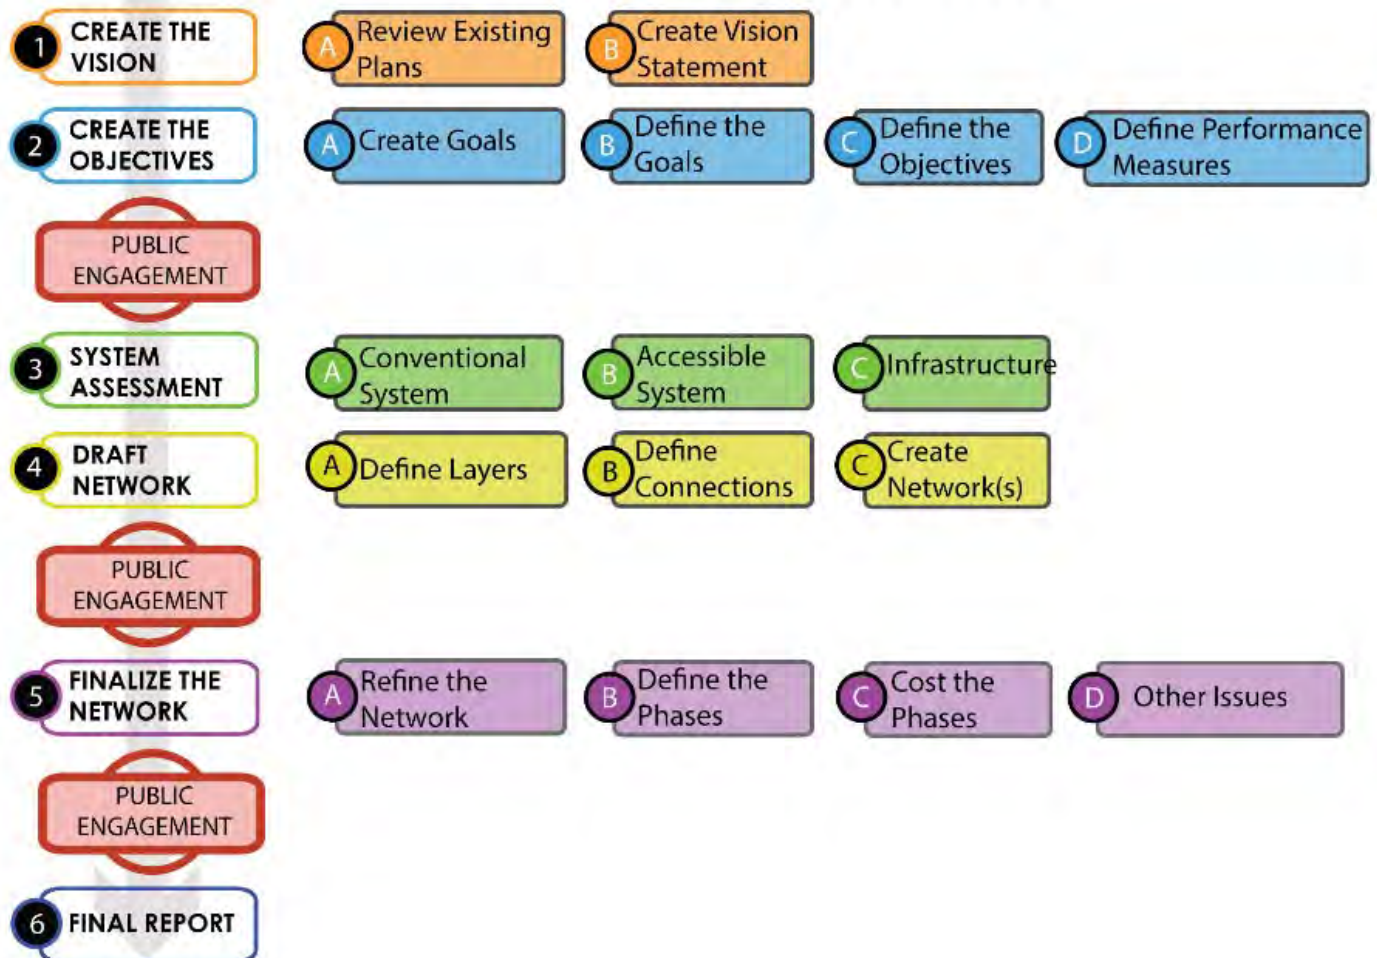 1 CREATE THE
VISION
A Review Existing
Plans
B Create Vision
Statement
2 CREATE THE
OBJECTIVES
A Create Goals
B Define the
Goals
C Define the
Objectives
D Define Performance
Measures
PUBLIC
ENGAGEMENT
3 SYSTEM
ASSESSMENT
A Conventional
System
B Accessible
System
C Infrastructure
4 DRAFT
NETWORK
A Define Layers
B Define
Connections
C Create
Network(s)
PUBLIC
ENGAGEMENT
5 FINALIZE THE
NETWORK
A Refine the
Network
B Define the
Phases
C Cost the
Phases
D Other Issues
PUBLIC
ENGAGEMENT
6 FINAL REPORT